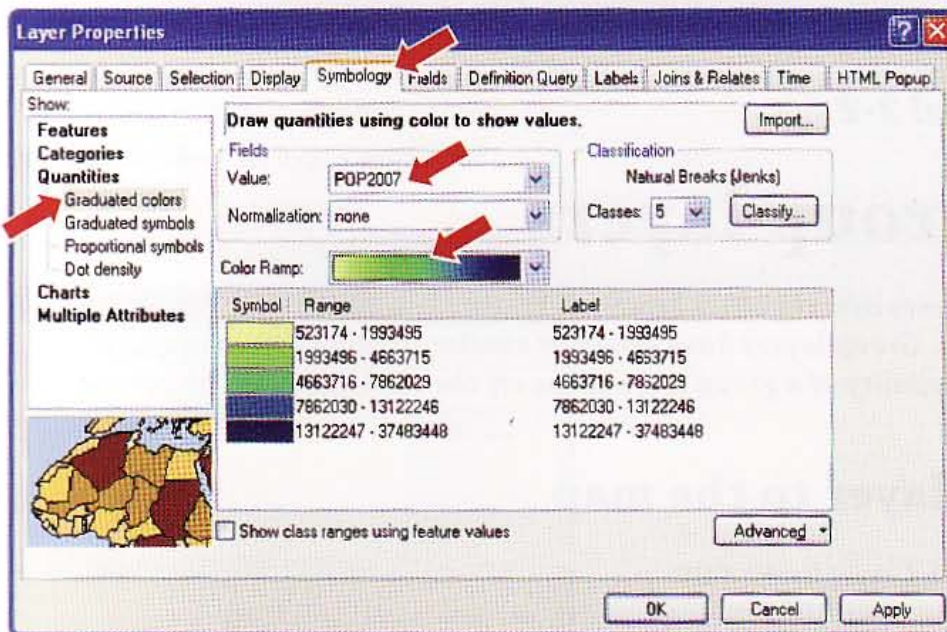 Layer Properties
General Source Selection Display Symbology Fields Definition Query Labels Joins & Relates Time HTML Popup
Show:
Features
Categories
Quantities
Graduated colors
Graduated symbols
Proportional symbols
Dot density
Charts
Multiple Attributes
Draw quantities using color to show values.
Import...
Fields
Value: POP2007
Normalization: none
Classification
Natural Breaks (Jenks)
Classes: 5 Classify...
Color Ramp:
Symbol Range Label
523174 - 1993495 523174 - 1993495
1993496 - 4663715 1993496 - 4663715
4663716 - 7862029 4663716 - 7862029
7862030 - 13122246 7862030 - 13122246
13122247 - 37483448 13122247 - 37483448
Show class ranges using feature values
Advanced
OK Cancel Apply